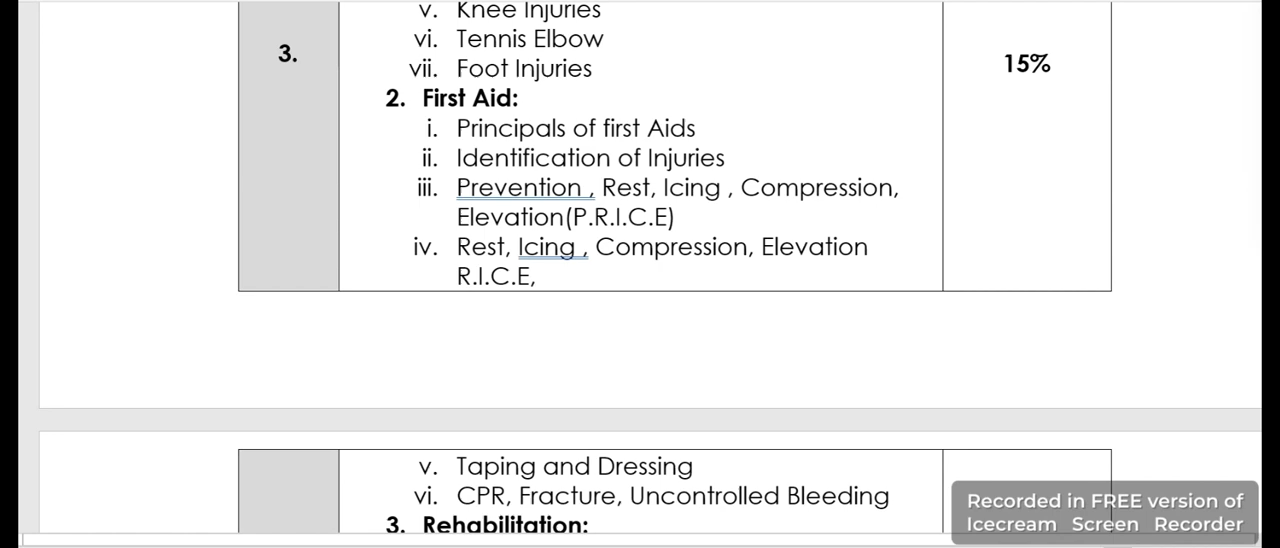 v. Knee Injuries
3.
vi. Tennis Elbow
15%
vii. Foot Injuries
2. First Aid:
i. Principals of first Aids
ii. Identification of Injuries
iii. Prevention , Rest, Icing , Compression,
Elevation(P.R.I.C.E)
iv. Rest, Icing , Compression, Elevation
R.I.C.E,
v. Taping and Dressing
vi. CPR, Fracture, Uncontrolled Bleeding
3. Rehabilitation:
Recorded in FREE version of
Icecream Screen Recorder